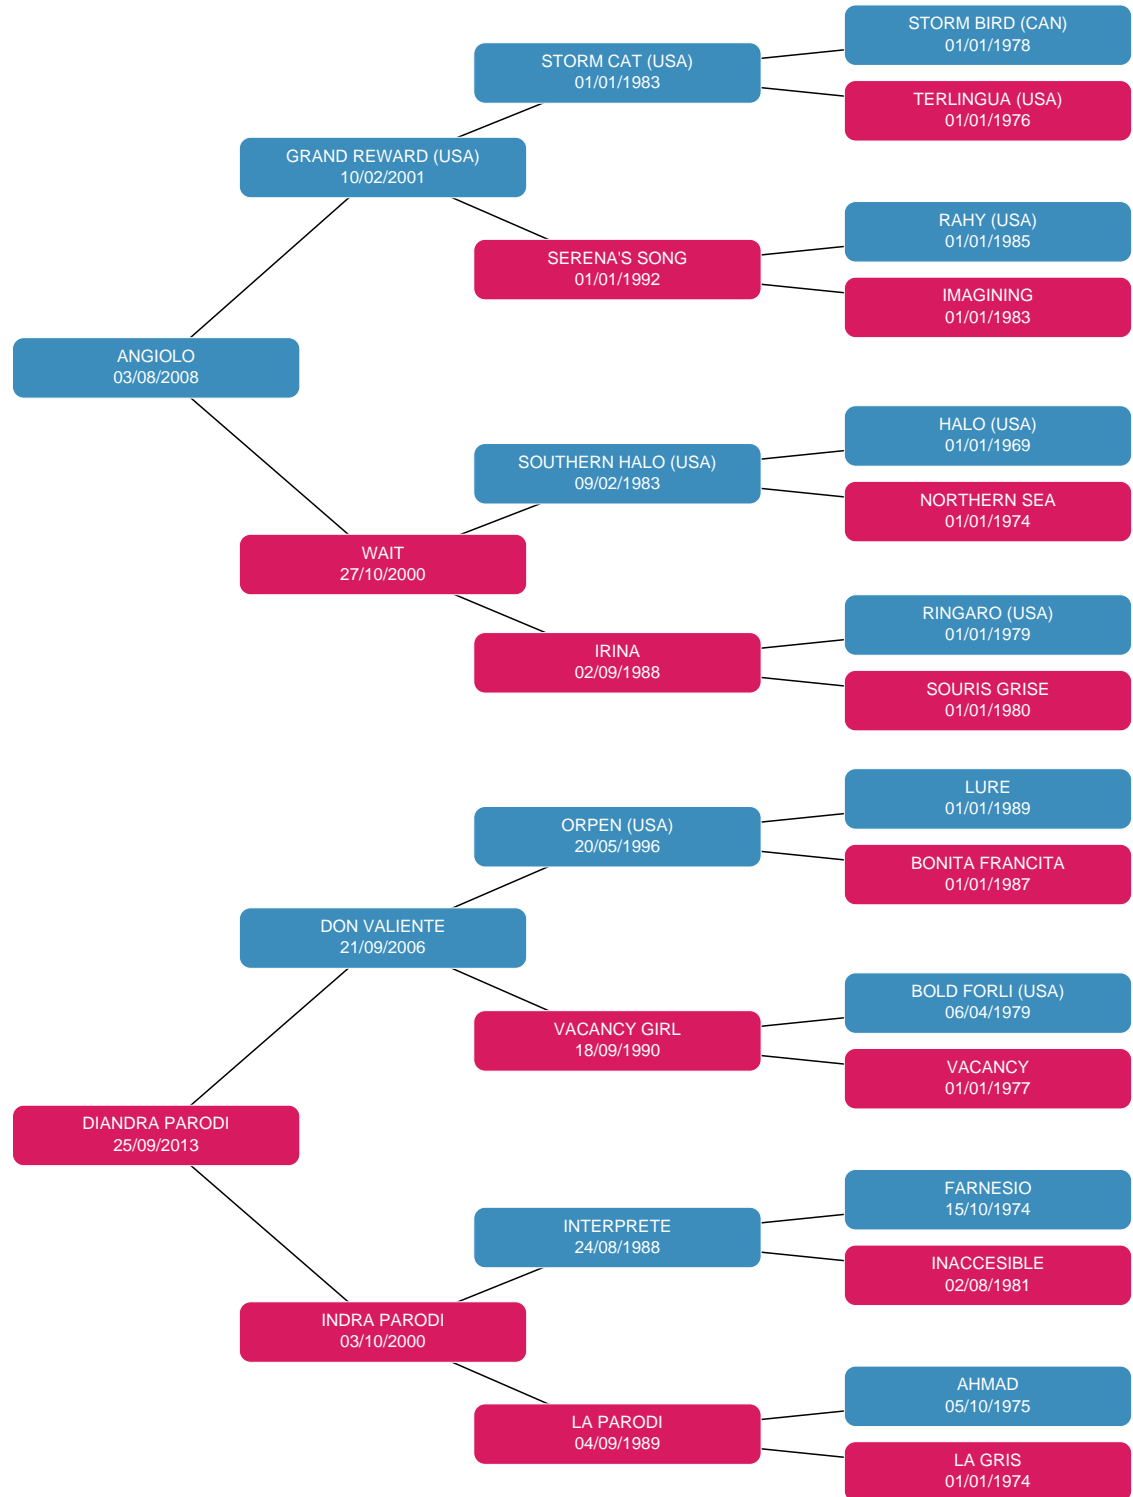 STORM BIRD (CAN)
01/01/1978
STORM CAT (USA)
01/01/1983
TERLINGUA (USA)
01/01/1976
GRAND REWARD (USA)
10/02/2001
RAHY (USA)
01/01/1985
SERENA'S SONG
01/01/1992
IMAGINING
01/01/1983
ANGIOLO
03/08/2008
HALO (USA)
01/01/1969
SOUTHERN HALO (USA)
09/02/1983
NORTHERN SEA
01/01/1974
WAIT
27/10/2000
RINGARO (USA)
01/01/1979
IRINA
02/09/1988
SOURIS GRISE
01/01/1980
LURE
01/01/1989
ORPEN (USA)
20/05/1996
BONITA FRANCITA
01/01/1987
DON VALIENTE
21/09/2006
BOLD FORLI (USA)
06/04/1979
VACANCY GIRL
18/09/1990
VACANCY
01/01/1977
DIANDRA PARODI
25/09/2013
FARNESIO
15/10/1974
INTERPRETE
24/08/1988
INACCESIBLE
02/08/1981
INDRA PARODI
03/10/2000
AHMAD
05/10/1975
LA PARODI
04/09/1989
LA GRIS
01/01/1974